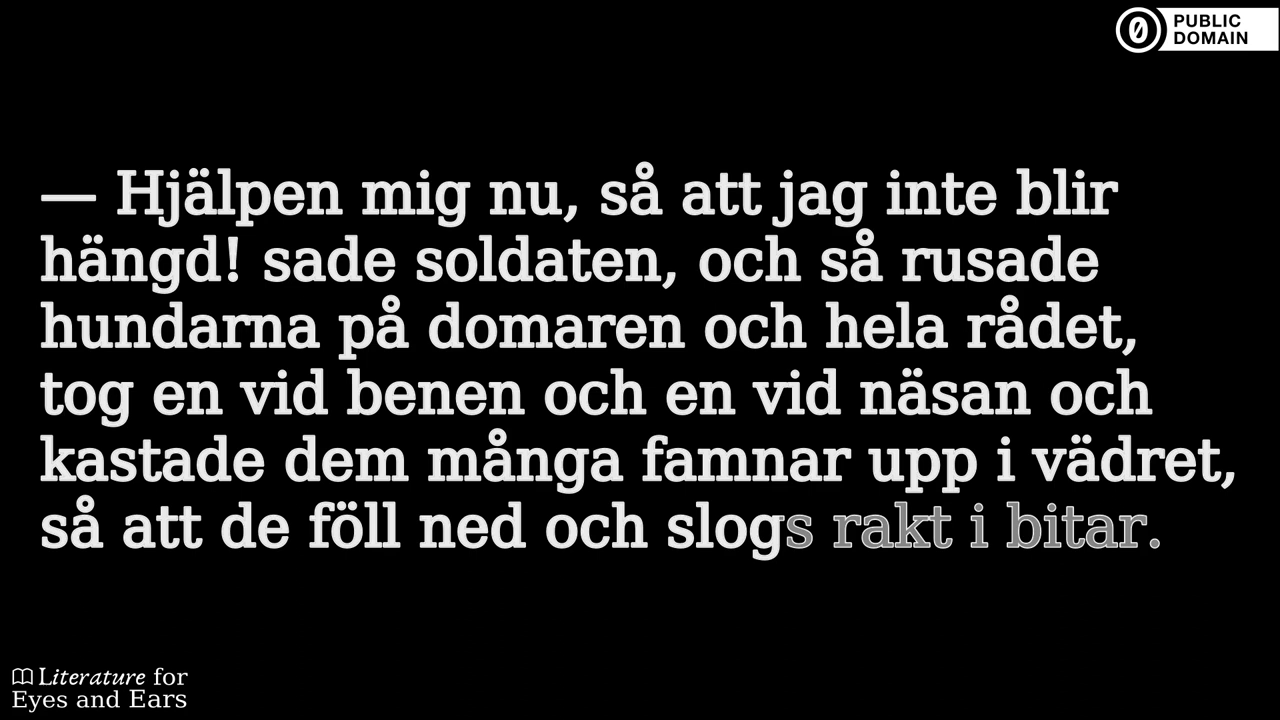 PUBLIC
DOMAIN
— Hjälpen mig nu, så att jag inte blir
hängd! sade soldaten, och så rusade
hundarna på domaren och hela rådet,
tog en vid benen och en vid näsan och
kastade dem många famnar upp i vädret,
så att de föll ned och slogs rakt i bitar.
Literature for
Eyes and Ears